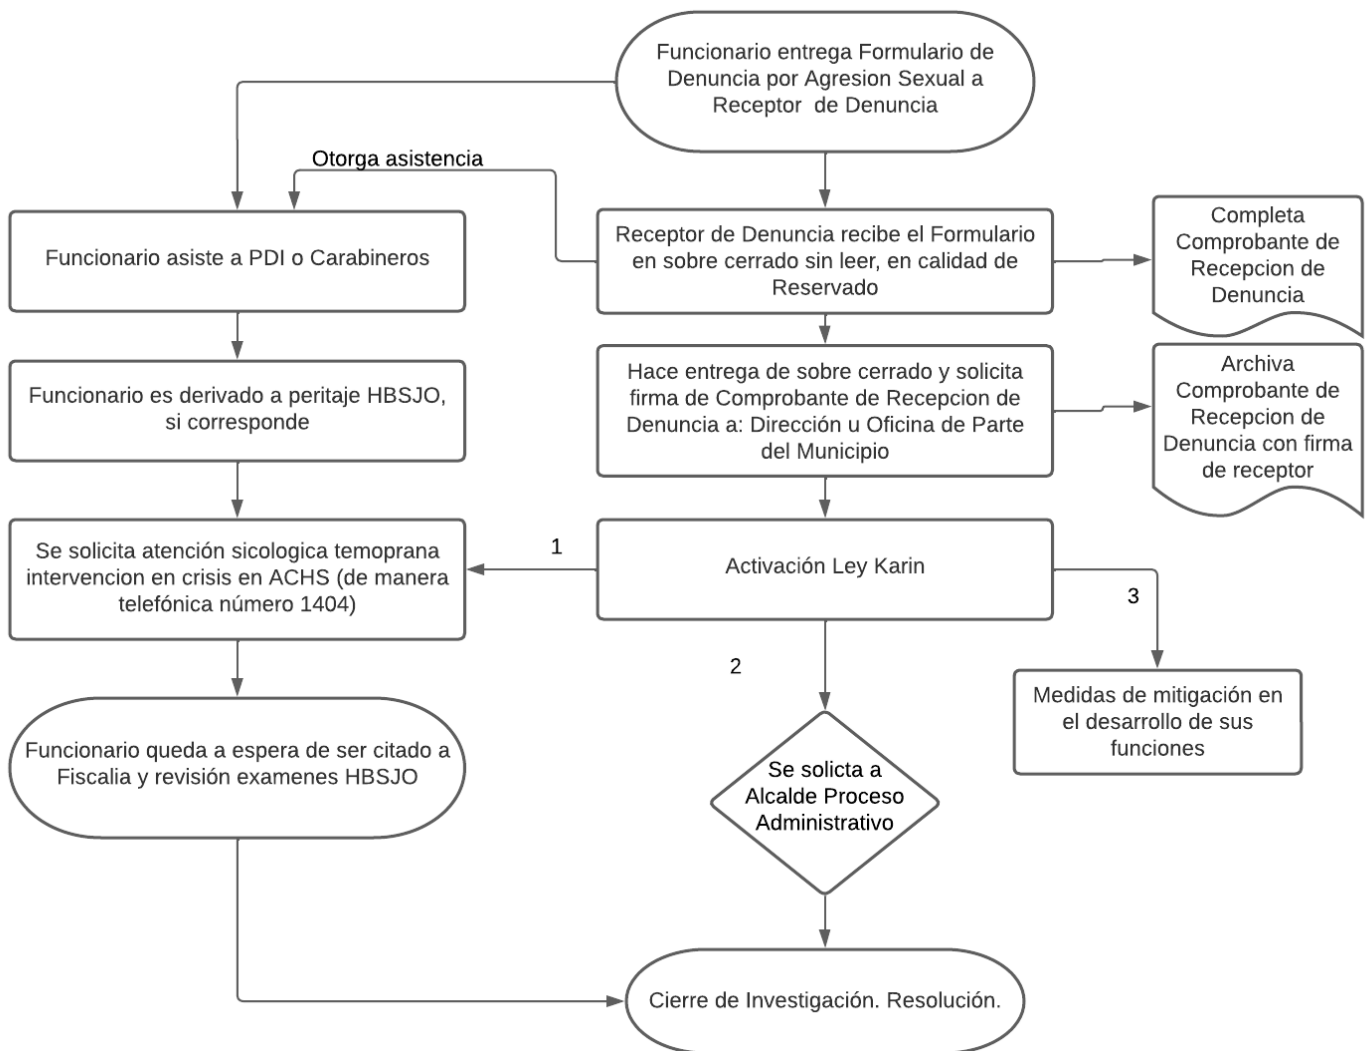 Funcionario entrega Formulario de
Denuncia por Agresion Sexual a
Receptor de Denuncia
Otorga asistencia
Funcionario asiste a PDI o Carabineros
Receptor de Denuncia recibe el Formulario
en sobre cerrado sin leer, en calidad de
Reservado
Completa
Comprobante de
Recepcion de
Denuncia
Funcionario es derivado a peritaje HBSJO,
si corresponde
Hace entrega de sobre cerrado y solicita
firma de Comprobante de Recepcion de
Denuncia a: Dirección u Oficina de Parte
del Municipio
Archiva
Comprobante de
Recepcion de
Denuncia con firma
de receptor
Se solicita atención sicologica temoprana
intervencion en crisis en ACHS (de manera
telefónica número 1404)
1
Activación Ley Karin
3
2
Medidas de mitigación en
el desarrollo de sus
funciones
Funcionario queda a espera de ser citado a
Fiscalia y revisión examenes HBSJO
Se solicta a
Alcalde Proceso
Administrativo
Cierre de Investigación. Resolución.